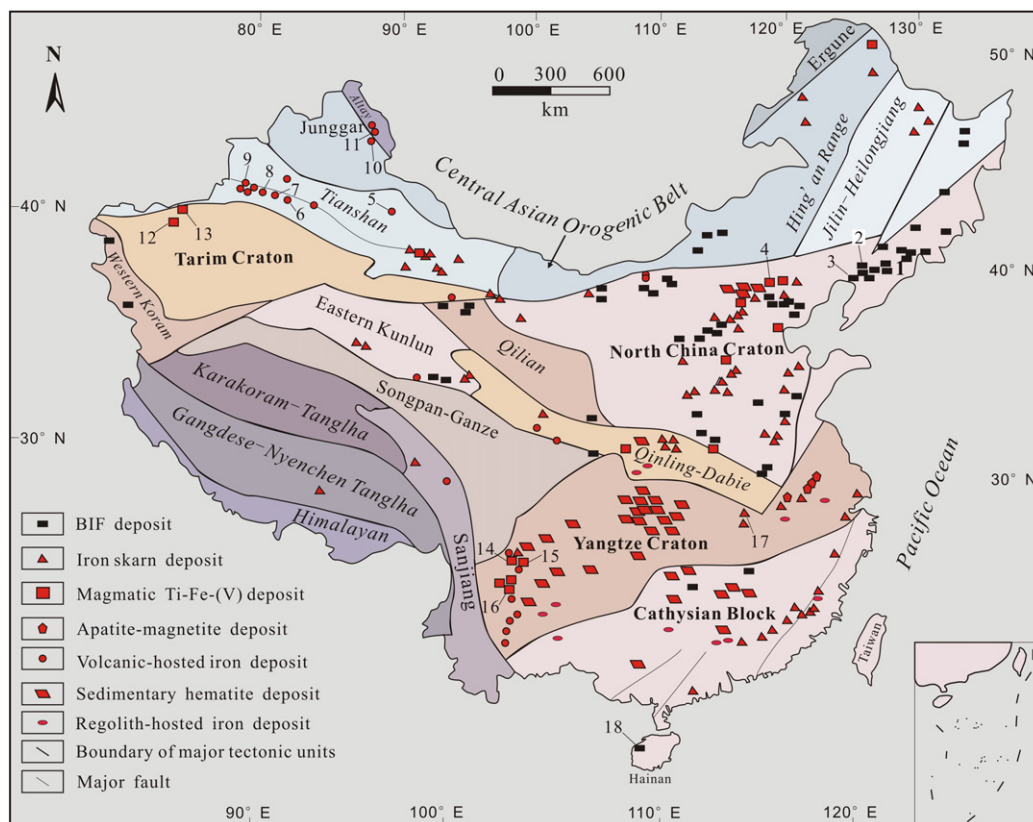 80° E 90° E 100° E 110° E 120° E 130° E
N
50° N
0 300 600
km
Ergune
Altay
Junggar
11
10
9 8 7
6
5
Tianshan
Central Asian Orogenic Belt
Hing' an Range
Jilin-Heilongjiang
40° N
12 13
Tarim Craton
Western Koram
4
3
2
1
40° N
Eastern Kunlun
Qilian
North China Craton
Karakoram-Tanglha
Songpan-Ganze
Gangdese-Nyenchen Tanglha
Himalayan
Qinling-Dabie
30° N
30° N
Sanjiang
14
15
16
17
Yangtze Craton
Cathysian Block
Pacific Ocean
Taiwan
18
Hainan
BIF deposit
Iron skarn deposit
Magmatic Ti-Fe-(V) deposit
Apatite-magnetite deposit
Volcanic-hosted iron deposit
Sedimentary hematite deposit
Regolith-hosted iron deposit
Boundary of major tectonic units
Major fault
90° E 100° E 110° E 120° E